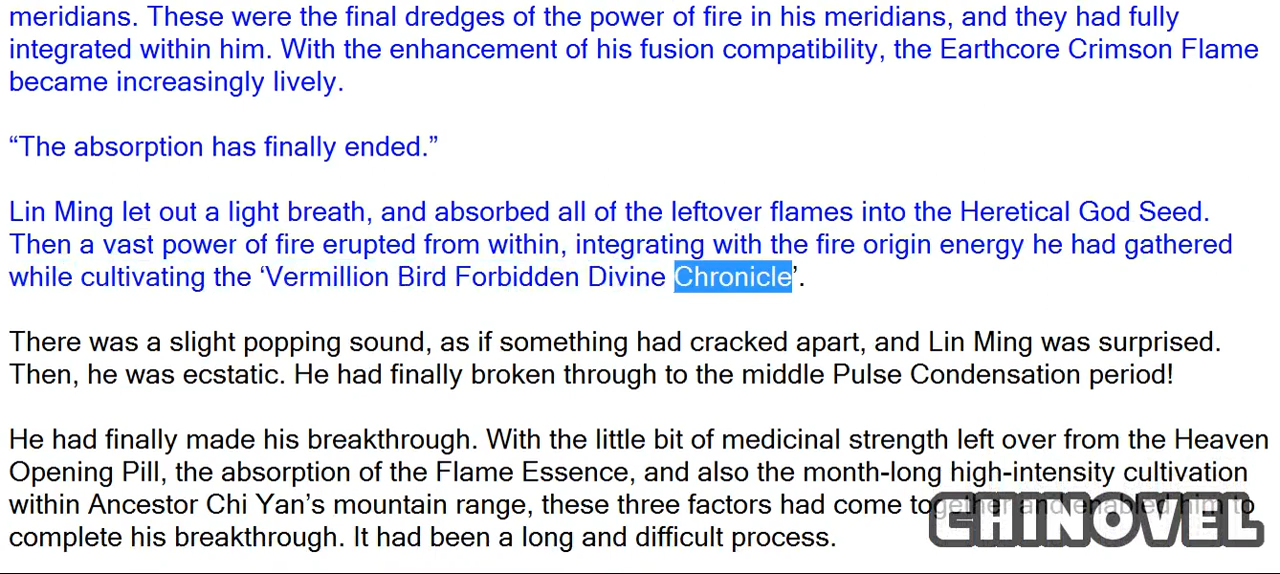 meridians. These were the final dredges of the power of fire in his meridians, and they had fully
integrated within him. With the enhancement of his fusion compatibility, the Earthcore Crimson Flame
became increasingly lively.
“The absorption has finally ended.”
Lin Ming let out a light breath, and absorbed all of the leftover flames into the Heretical God Seed.
Then a vast power of fire erupted from within, integrating with the fire origin energy he had gathered
while cultivating the ‘Vermillion Bird Forbidden Divine Chronicle’.
There was a slight popping sound, as if something had cracked apart, and Lin Ming was surprised.
Then, he was ecstatic. He had finally broken through to the middle Pulse Condensation period!
He had finally made his breakthrough. With the little bit of medicinal strength left over from the Heaven
Opening Pill, the absorption of the Flame Essence, and also the month-long high-intensity cultivation
within Ancestor Chi Yan’s mountain range, these three factors had come together and enabled him to
complete his breakthrough. It had been a long and difficult process.
CHINOVEL